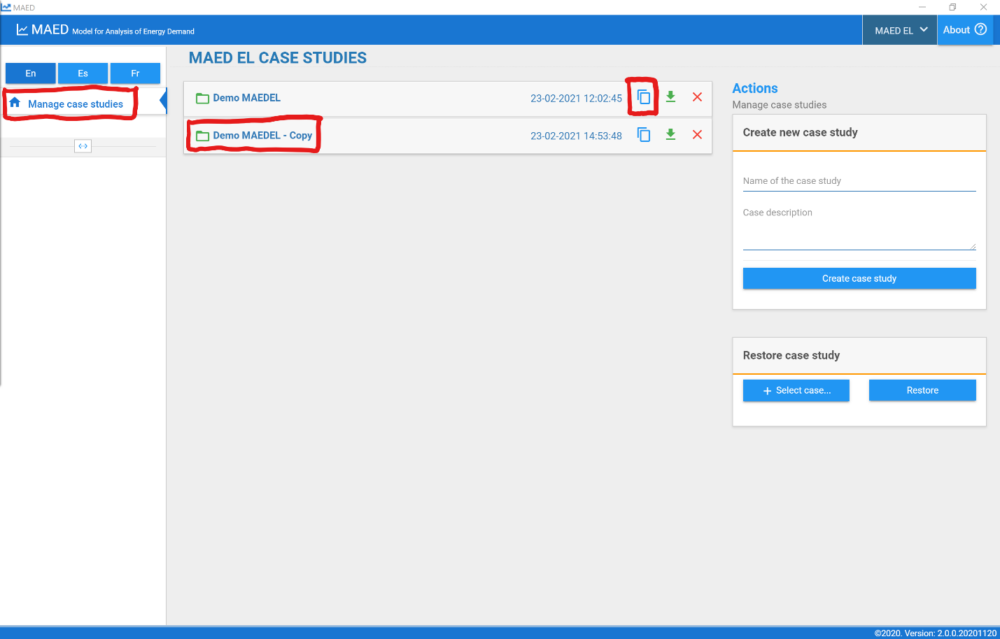 MAED
MAED Model for Analysis of Energy Demand
MAED EL
About
En Es Fr
Manage case studies
MAED EL CASE STUDIES
Demo MAEDEL 23-02-2021 12:02:45
Demo MAEDEL - Copy 23-02-2021 14:53:48
Actions
Manage case studies
Create new case study
Name of the case study
Case description
Create case study
Restore case study
+ Select case... Restore
©2020. Version: 2.0.0.20201120